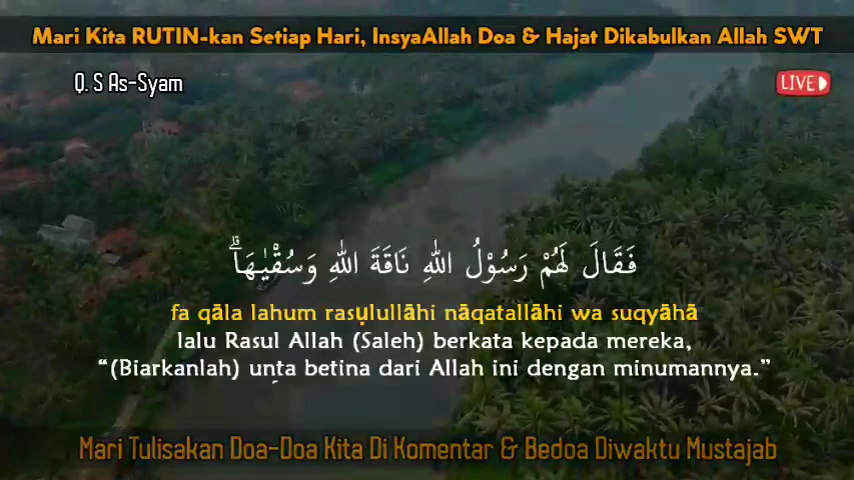 Mari Kita RUTIN-kan Setiap Hari, InsyaAllah Doa & Hajat Dikabulkan Allah SWT
Q. S As-Syam
LIVE
فَقَالَ لَهُمْ رَسُوْلُ اللّٰهِ نَاقَةَ اللّٰهِ وَسُقْيٰهَاۗ
fa qāla lahum rasụlullāhi nāqatallāhi wa suqyāhā
lalu Rasul Allah (Saleh) berkata kepada mereka,
“(Biarkanlah) unta betina dari Allah ini dengan minumannya.”
Mari Tulisakan Doa-Doa Kita Di Komentar & Bedoa Diwaktu Mustajab